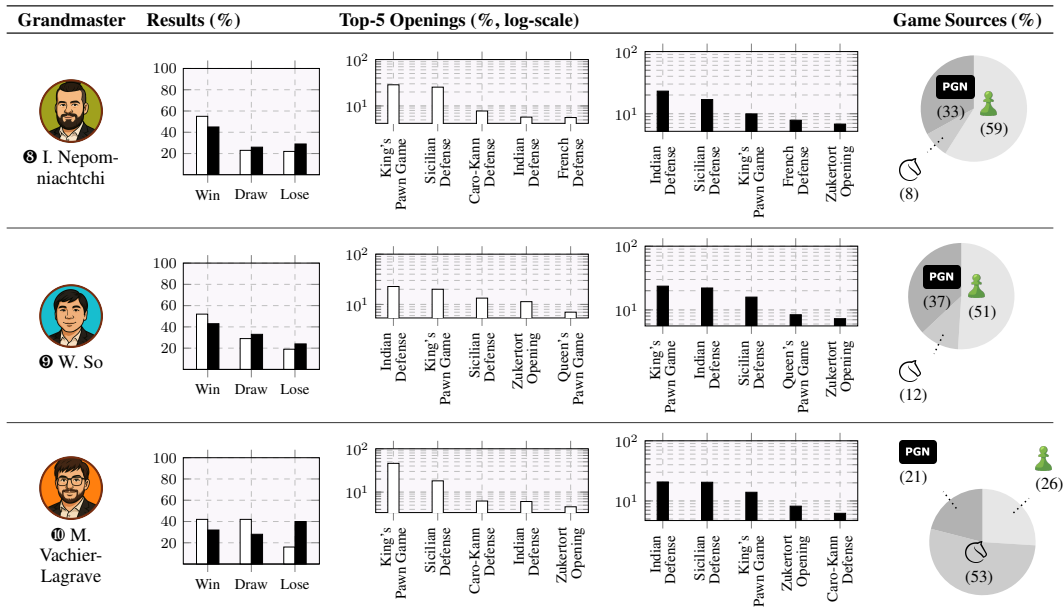 Grandmaster Results (%) Top-5 Openings (%, log-scale) Game Sources (%)
❽ I. Nepom-
niachtchi
100
80
60
40
20
Win Draw Lose
10²
10¹
King's
Pawn Game
Sicilian
Defense
Caro-Kann
Defense
Indian
Defense
French
Defense
10²
10¹
Indian
Defense
Sicilian
Defense
King's
Pawn Game
French
Defense
Zukertort
Opening
PGN
(33)
(59)
(8)
❾ W. So
100
80
60
40
20
Win Draw Lose
10²
10¹
Indian
Defense
King's
Pawn Game
Sicilian
Defense
Zukertort
Opening
Queen's
Pawn Game
10²
10¹
King's
Pawn Game
Indian
Defense
Sicilian
Defense
Queen's
Pawn Game
Zukertort
Opening
PGN
(37)
(51)
(12)
❿ M.
Vachier-
Lagrave
100
80
60
40
20
Win Draw Lose
10²
10¹
King's
Pawn Game
Sicilian
Defense
Caro-Kann
Defense
Indian
Defense
Zukertort
Opening
10²
10¹
Indian
Defense
Sicilian
Defense
King's
Pawn Game
Zukertort
Opening
Caro-Kann
Defense
PGN
(21)
(26)
(53)